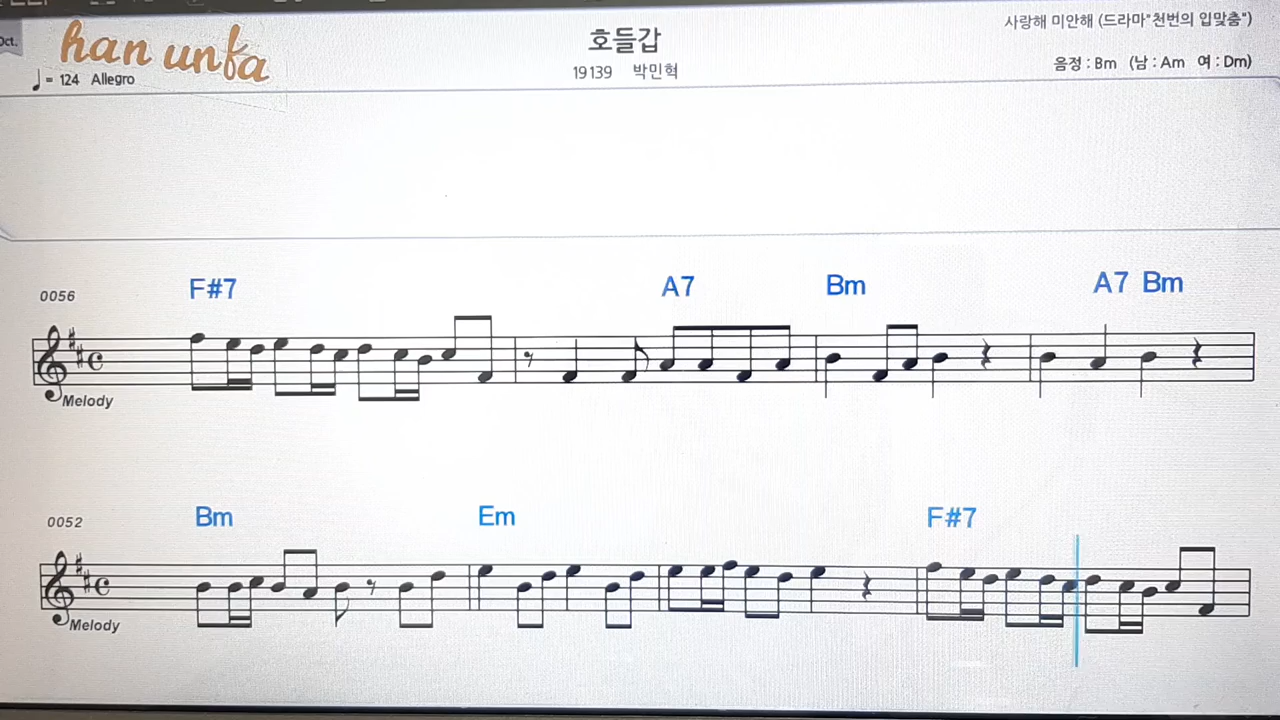 Oct.
han unfa
♩= 124 Allegro
호들갑
19139 박민혁
사랑해 미안해 (드라마"천번의 입맞춤")
음정 : Bm (남 : Am 여 : Dm)
0056
F#7 A7 Bm A7 Bm
Melody
0052
Bm Em F#7
Melody